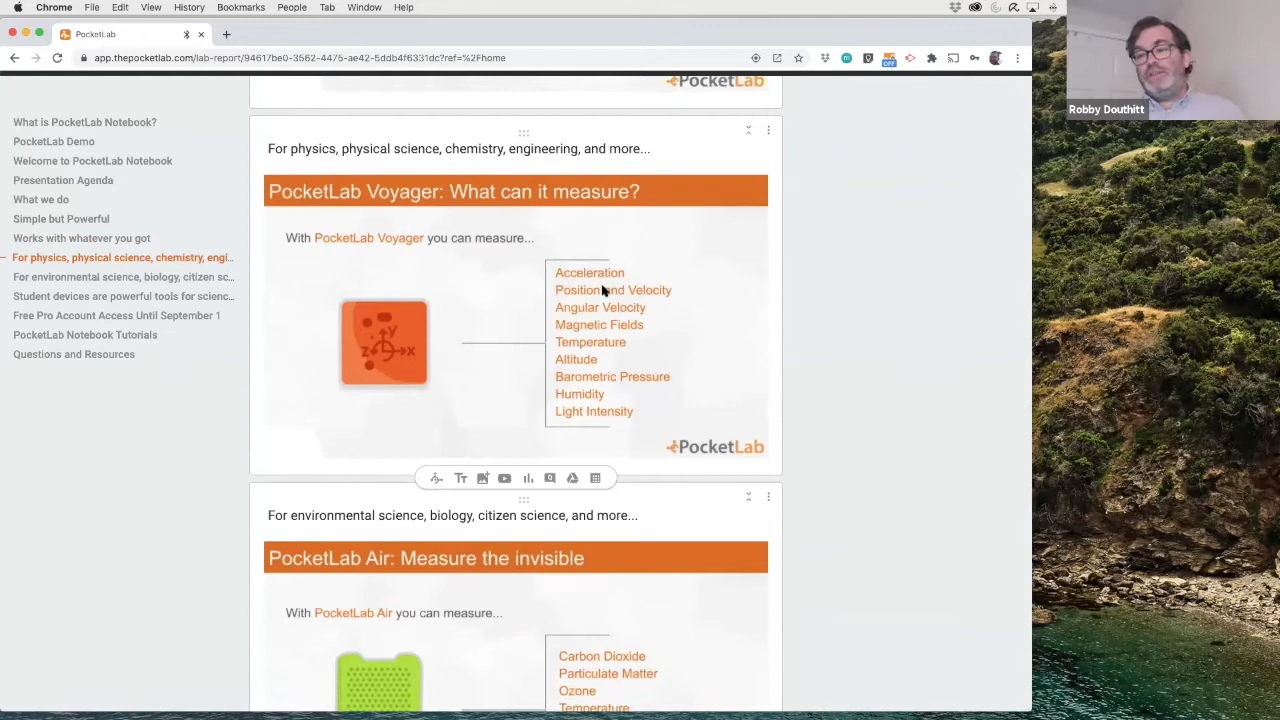 Chrome File Edit View History Bookmarks People Tab Window Help
PocketLab
app.thepocketlab.com/lab-report/94617be0-3562-4475-ae42-5ddb4f6331dc?ref=%2Fhome
OFF
Robby Douthitt
PocketLab
What is PocketLab Notebook?
PocketLab Demo
Welcome to PocketLab Notebook
Presentation Agenda
What we do
Simple but Powerful
Works with whatever you got
For physics, physical science, chemistry, engi...
For environmental science, biology, citizen sc...
Student devices are powerful tools for scienc...
Free Pro Account Access Until September 1
PocketLab Notebook Tutorials
Questions and Resources
For physics, physical science, chemistry, engineering, and more...
PocketLab Voyager: What can it measure?
With PocketLab Voyager you can measure...
y
z x
Acceleration
Position and Velocity
Angular Velocity
Magnetic Fields
Temperature
Altitude
Barometric Pressure
Humidity
Light Intensity
PocketLab
TT
For environmental science, biology, citizen science, and more...
PocketLab Air: Measure the invisible
With PocketLab Air you can measure...
Carbon Dioxide
Particulate Matter
Ozone
Temperature